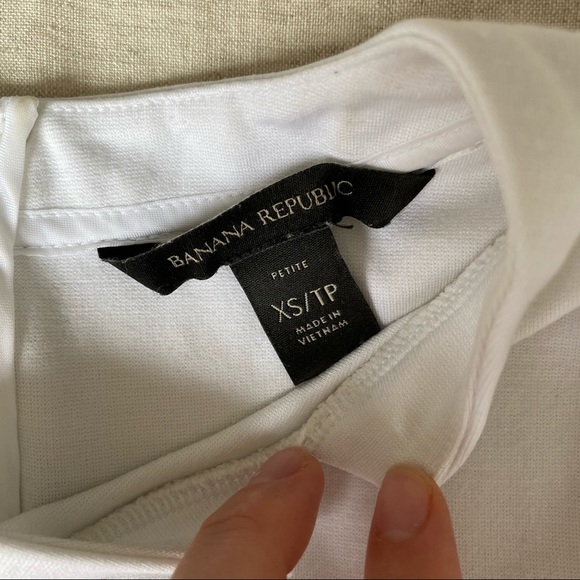 BANANA REPUBLIC
PETITE
XS/TP
MADE IN
VIETNAM